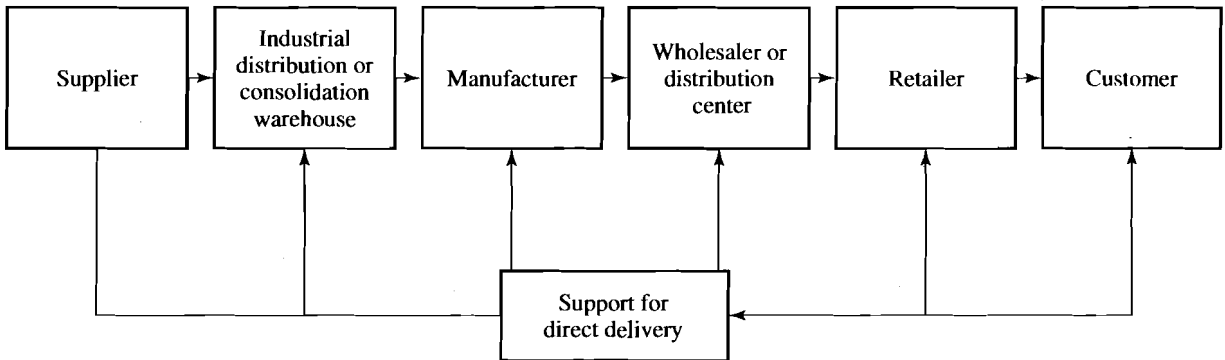 Supplier
Industrial
distribution or
consolidation
warehouse
Manufacturer
Wholesaler or
distribution
center
Retailer
Customer
Support for
direct delivery